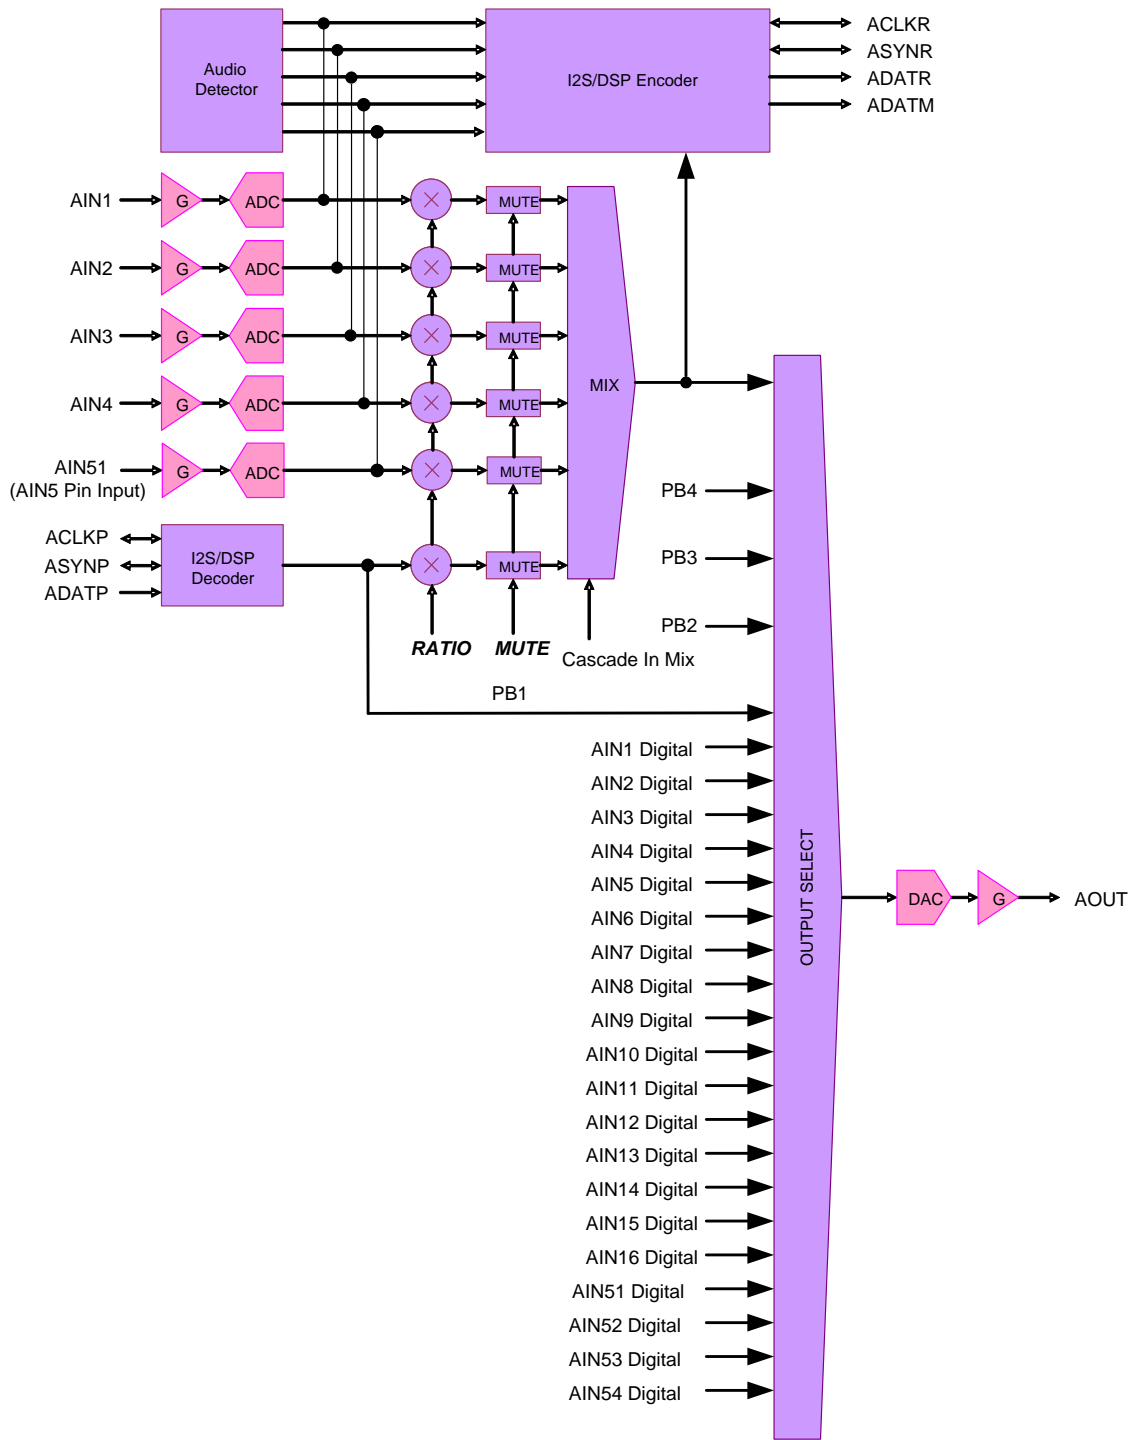 Audio
Detector
I2S/DSP Encoder
ACLKR
ASYNR
ADATR
ADATM
AIN1
G
ADC
MUTE
AIN2
G
ADC
MUTE
AIN3
G
ADC
MUTE
AIN4
G
ADC
MUTE
MIX
AIN51
(AIN5 Pin Input)
G
ADC
MUTE
ACLKP
ASYNP
ADATP
I2S/DSP
Decoder
MUTE
RATIO
MUTE
Cascade In Mix
PB4
PB3
PB2
PB1
AIN1 Digital
AIN2 Digital
AIN3 Digital
AIN4 Digital
AIN5 Digital
AIN6 Digital
AIN7 Digital
AIN8 Digital
AIN9 Digital
AIN10 Digital
AIN11 Digital
AIN12 Digital
AIN13 Digital
AIN14 Digital
AIN15 Digital
AIN16 Digital
AIN51 Digital
AIN52 Digital
AIN53 Digital
AIN54 Digital
OUTPUT SELECT
DAC
G
AOUT